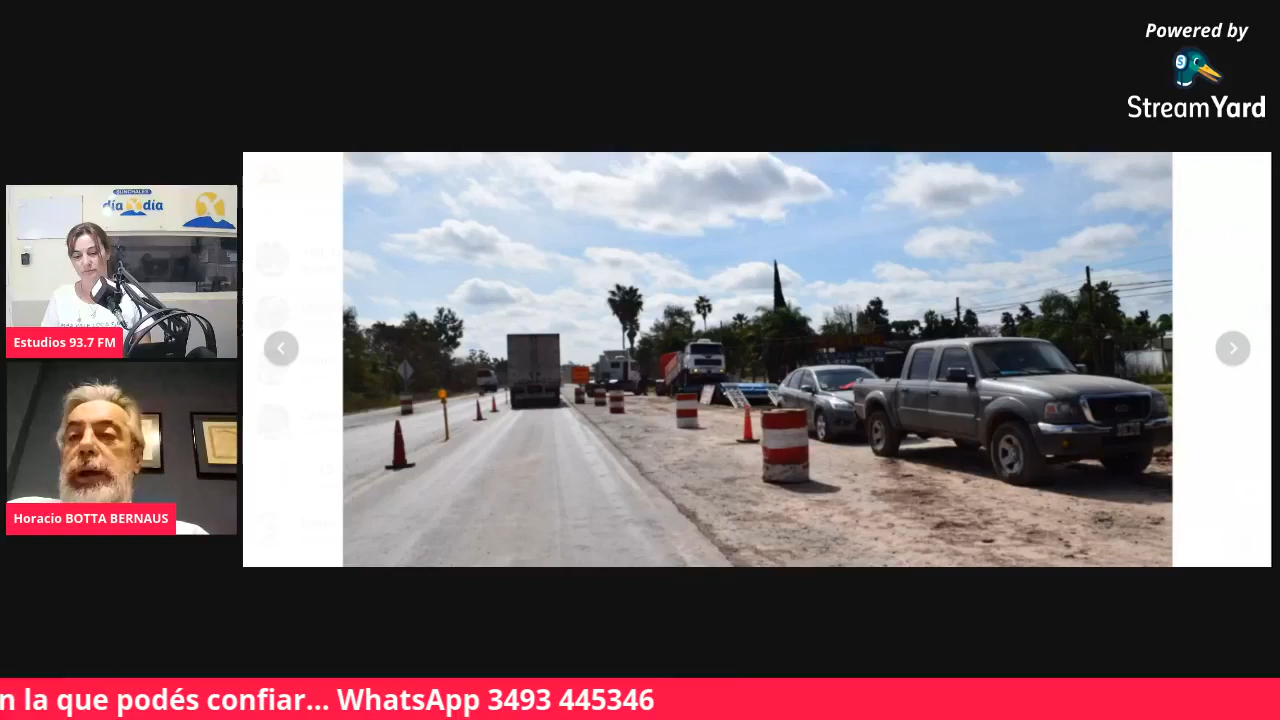 Powered by
StreamYard
SUNCHALES
día día
Estudios 93.7 FM
Horacio BOTTA BERNAUS
n la que podés confiar... WhatsApp 3493 445346